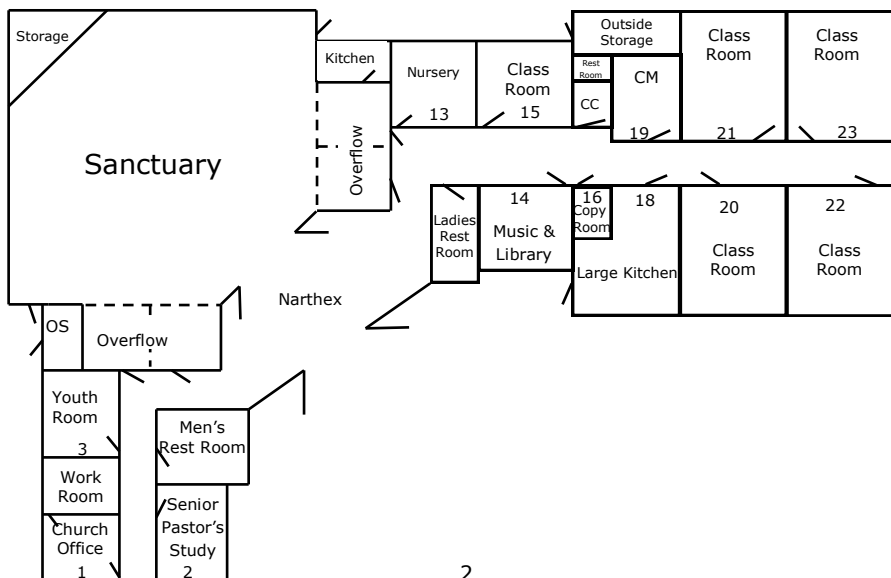 Storage
Sanctuary
Kitchen
Overflow
Nursery
13
Class
Room
15
Outside
Storage
Rest
Room
CC
CM
19
Class
Room
21
Class
Room
23
Ladies
Rest
Room
14
Music &
Library
16
Copy
Room
18
Large Kitchen
20
Class
Room
22
Class
Room
Narthex
OS
Overflow
Youth
Room
3
Men’s
Rest Room
Work
Room
Church
Office
1
Senior
Pastor’s
Study
2
2